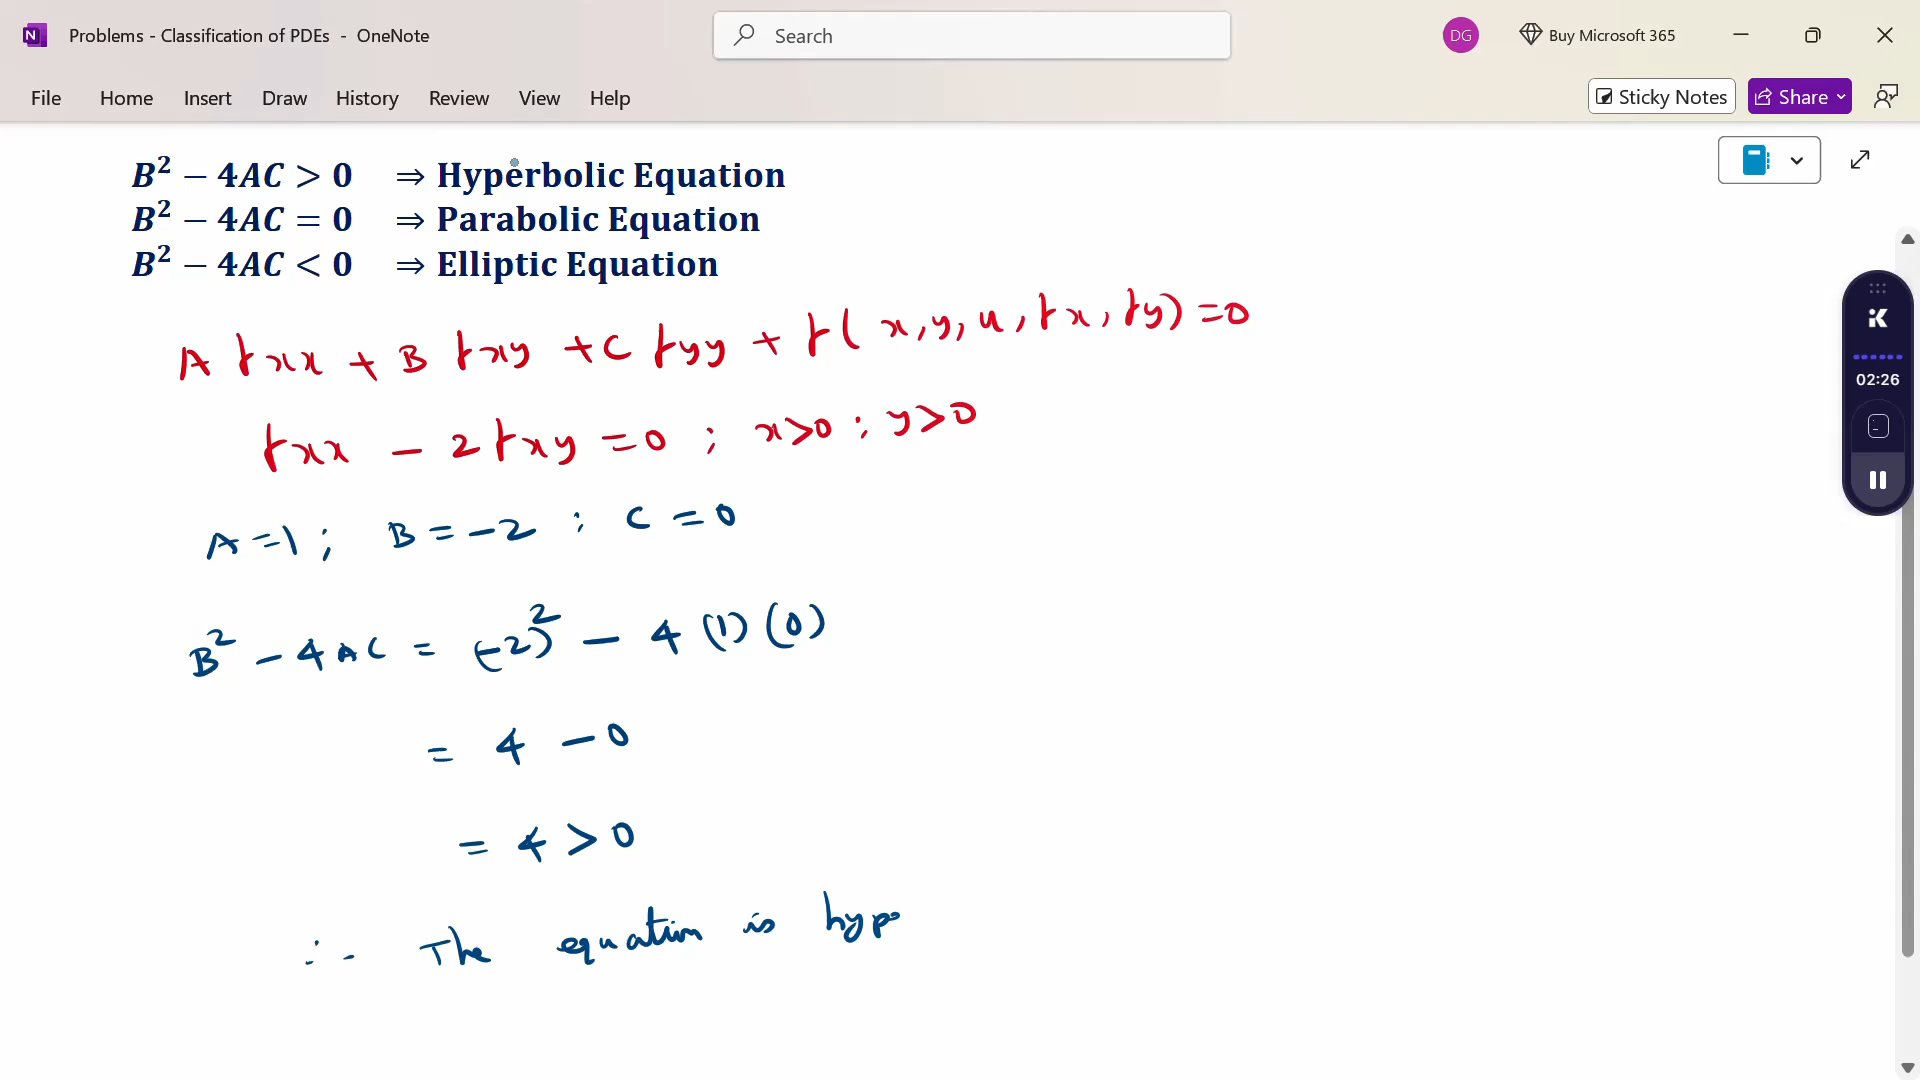 Problems - Classification of PDEs - OneNote
Search
DG
Buy Microsoft 365
File Home Insert Draw History Review View Help
Sticky Notes
Share
B² − 4AC > 0 ⇒ Hyperbolic Equation
B² − 4AC = 0 ⇒ Parabolic Equation
B² − 4AC < 0 ⇒ Elliptic Equation
A fxx + B fxy + C fyy + f( x, y, u, fx, fy) = 0
fxx − 2 fxy = 0 ; x>0 ; y>0
A = 1 ; B = −2 : C = 0
B² − 4AC = (−2)² − 4 (1) (0)
= 4 − 0
= 4 > 0
∴ The equation is hype
02:26